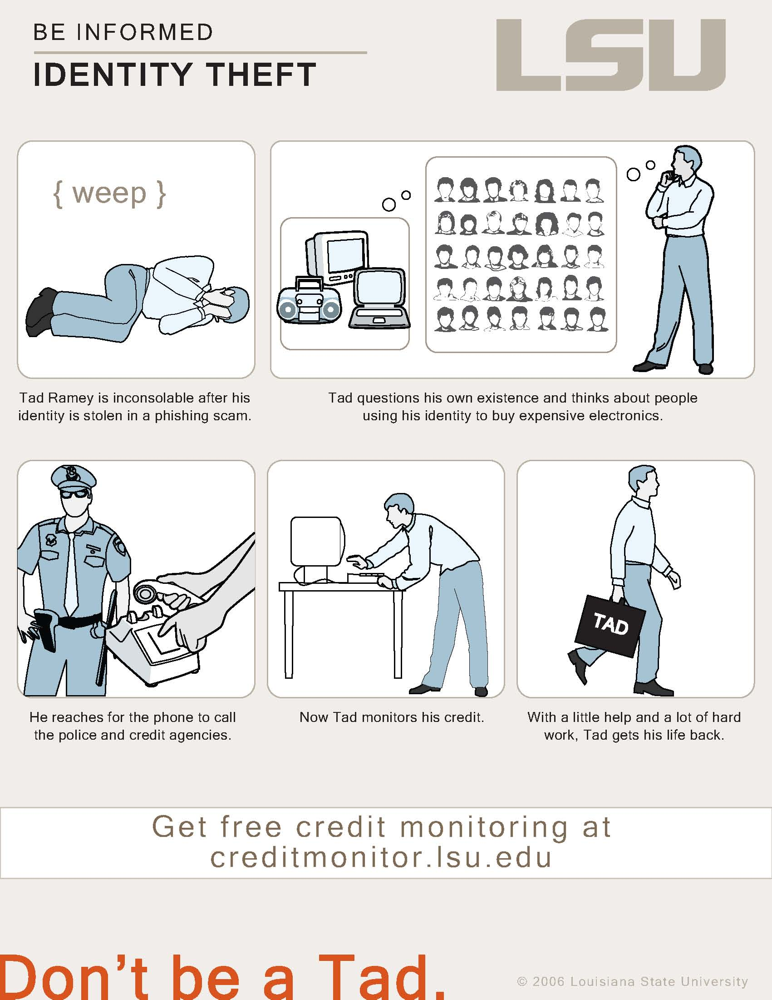 BE INFORMED
IDENTITY THEFT
LSU
{ weep }
Tad Ramey is inconsolable after his
identity is stolen in a phishing scam.
Tad questions his own existence and thinks about people
using his identity to buy expensive electronics.
He reaches for the phone to call
the police and credit agencies.
Now Tad monitors his credit.
TAD
With a little help and a lot of hard
work, Tad gets his life back.
Get free credit monitoring at
creditmonitor.lsu.edu
Don't be a Tad.
© 2006 Louisiana State University